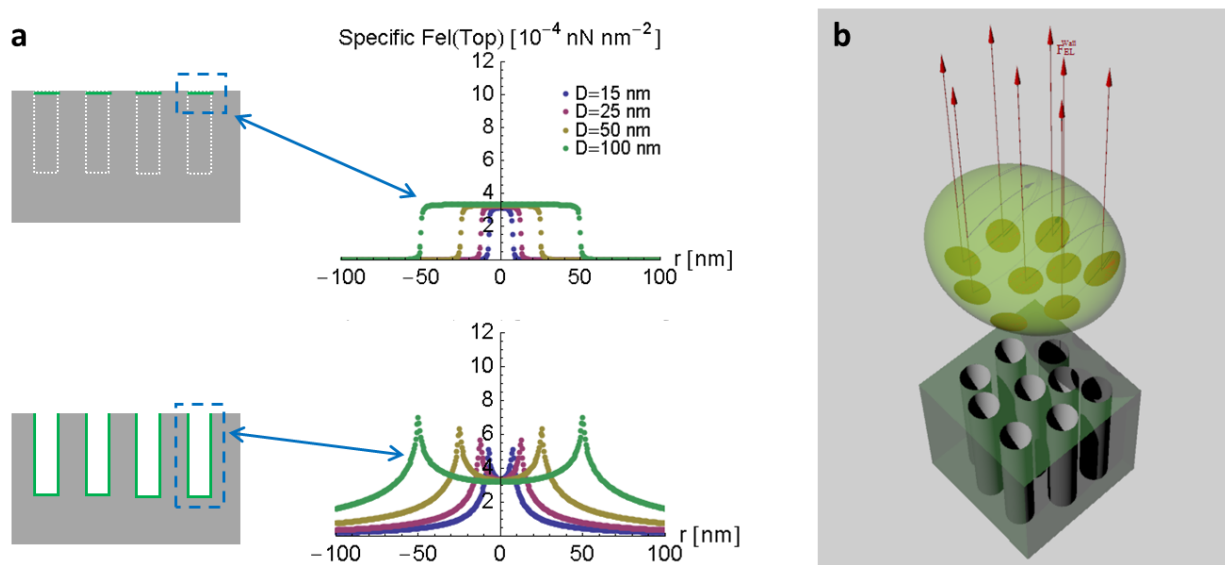 a
Specific Fel(Top) [10⁻⁴ nN nm⁻²]
12
10
8
6
4
2
D=15 nm
D=25 nm
D=50 nm
D=100 nm
−100 −50 0 50 100
r [nm]
12
10
8
6
4
2
−100 −50 0 50 100
r [nm]
b
Wall
F
EL